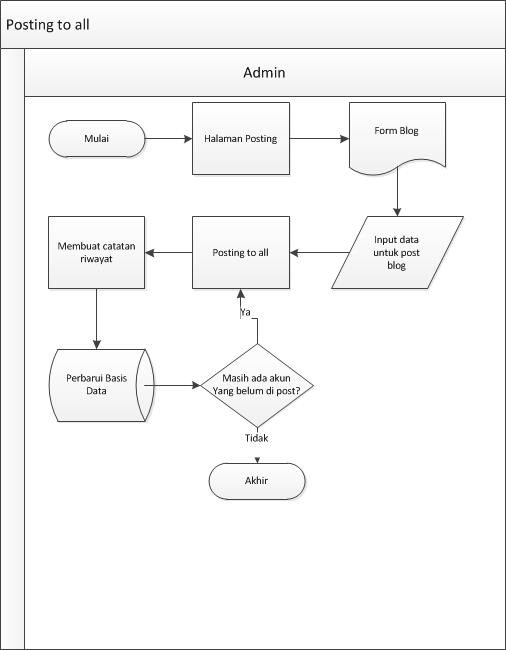 Posting to all
Admin
Mulai
Halaman Posting
Form Blog
Membuat catatan
riwayat
Posting to all
Input data
untuk post
blog
Ya
Perbarui Basis
Data
Masih ada akun
Yang belum di post?
Tidak
Akhir